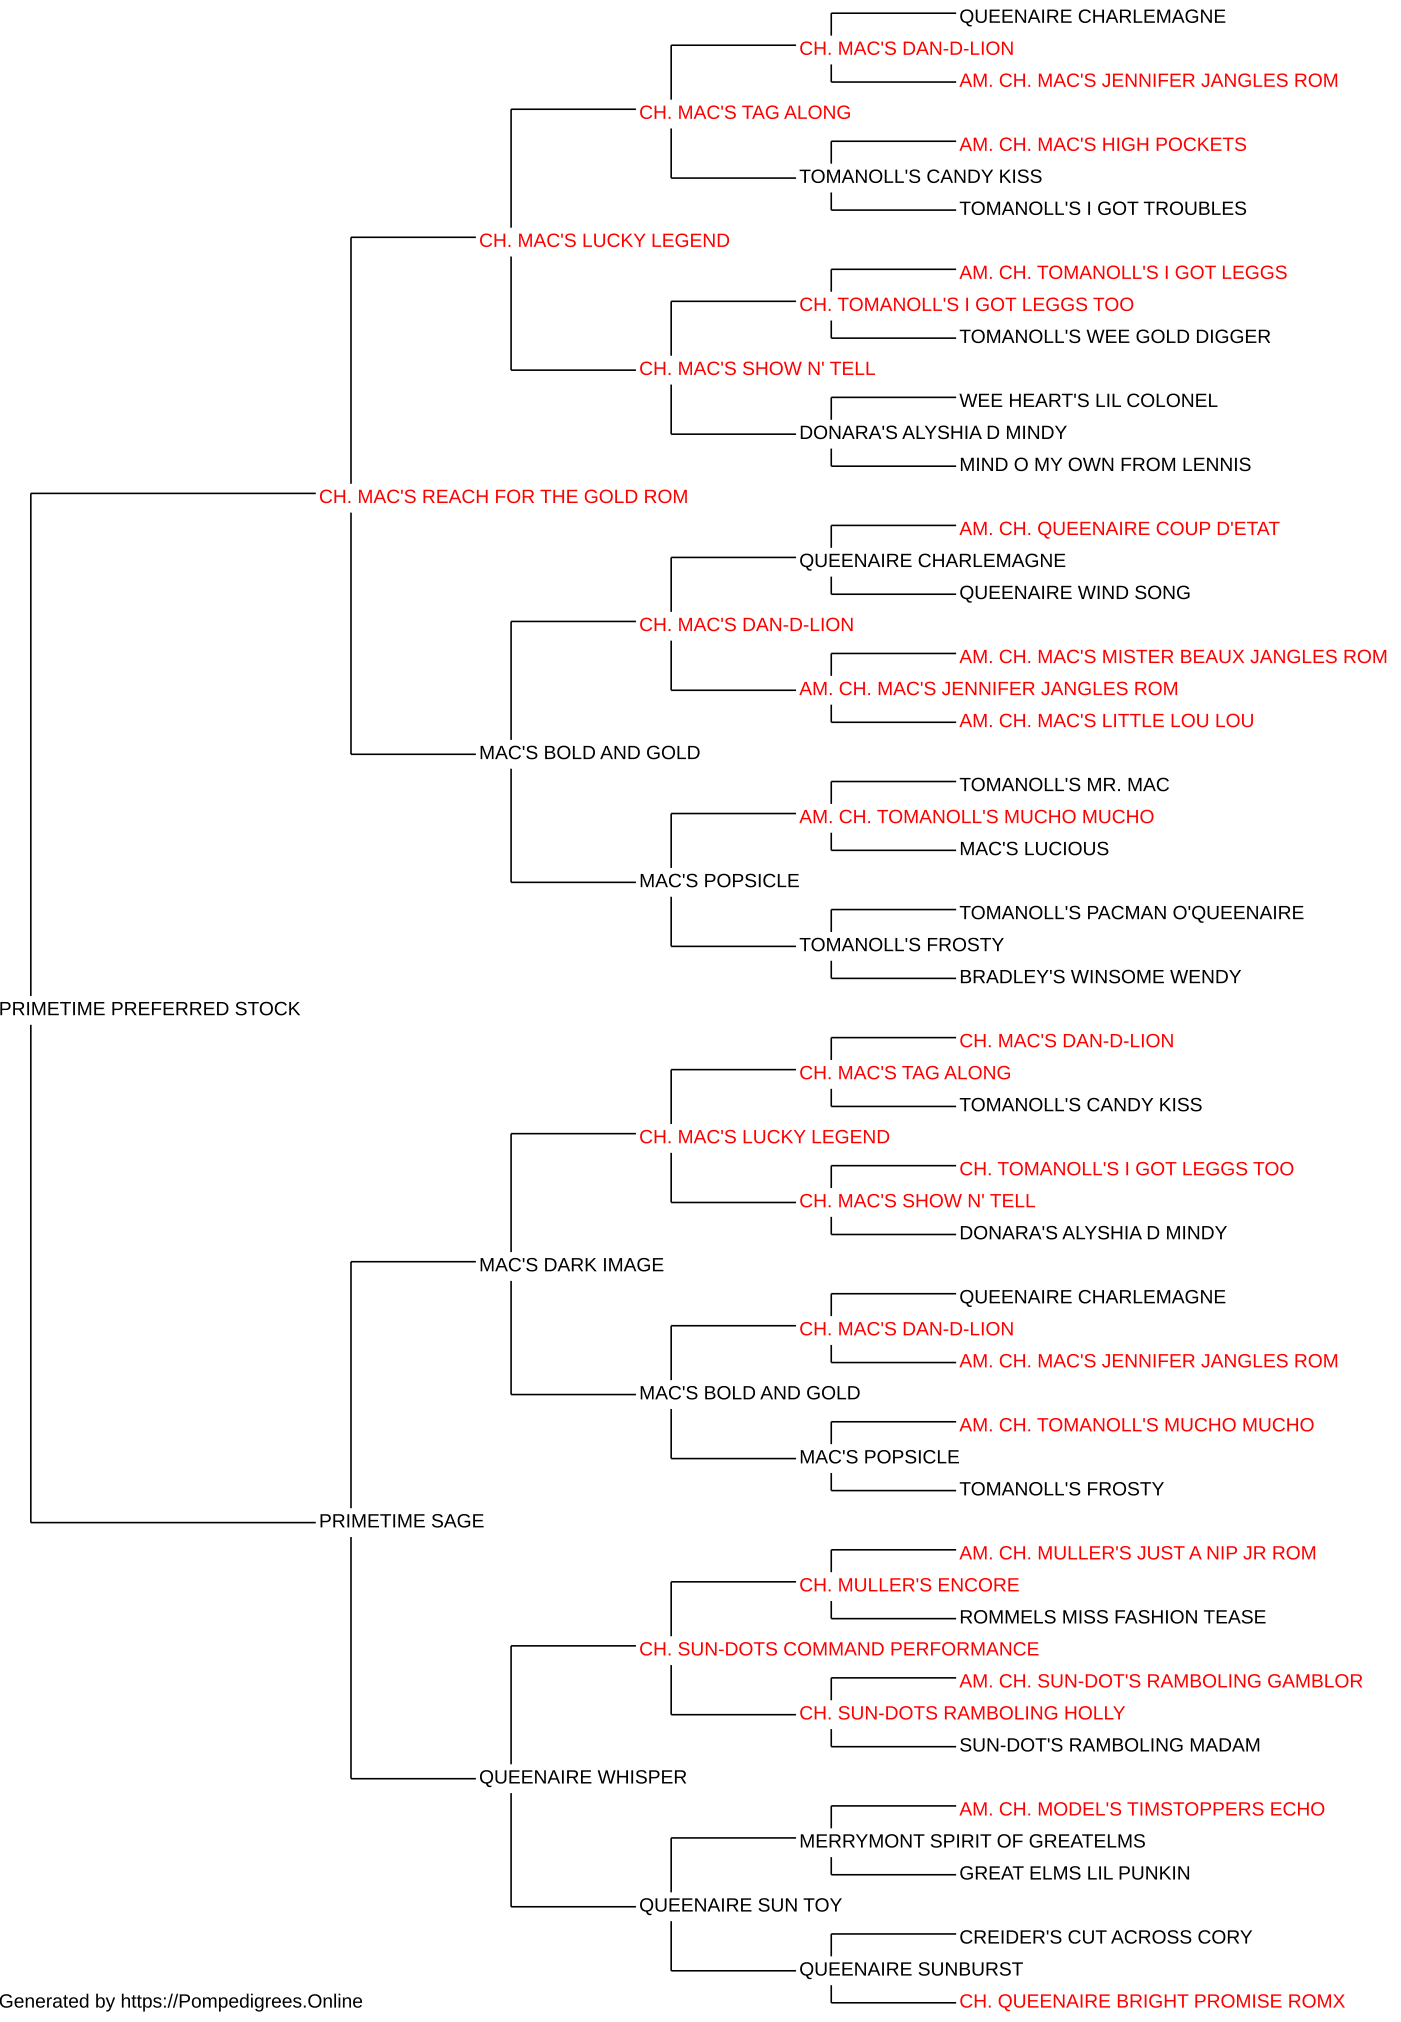 QUEENAIRE CHARLEMAGNE
CH. MAC'S DAN-D-LION
AM. CH. MAC'S JENNIFER JANGLES ROM
CH. MAC'S TAG ALONG
AM. CH. MAC'S HIGH POCKETS
TOMANOLL'S CANDY KISS
TOMANOLL'S I GOT TROUBLES
CH. MAC'S LUCKY LEGEND
AM. CH. TOMANOLL'S I GOT LEGGS
CH. TOMANOLL'S I GOT LEGGS TOO
TOMANOLL'S WEE GOLD DIGGER
CH. MAC'S SHOW N' TELL
WEE HEART'S LIL COLONEL
DONARA'S ALYSHIA D MINDY
MIND O MY OWN FROM LENNIS
CH. MAC'S REACH FOR THE GOLD ROM
AM. CH. QUEENAIRE COUP D'ETAT
QUEENAIRE CHARLEMAGNE
QUEENAIRE WIND SONG
CH. MAC'S DAN-D-LION
AM. CH. MAC'S MISTER BEAUX JANGLES ROM
AM. CH. MAC'S JENNIFER JANGLES ROM
AM. CH. MAC'S LITTLE LOU LOU
MAC'S BOLD AND GOLD
TOMANOLL'S MR. MAC
AM. CH. TOMANOLL'S MUCHO MUCHO
MAC'S LUCIOUS
MAC'S POPSICLE
TOMANOLL'S PACMAN O'QUEENAIRE
TOMANOLL'S FROSTY
BRADLEY'S WINSOME WENDY
PRIMETIME PREFERRED STOCK
CH. MAC'S DAN-D-LION
CH. MAC'S TAG ALONG
TOMANOLL'S CANDY KISS
CH. MAC'S LUCKY LEGEND
CH. TOMANOLL'S I GOT LEGGS TOO
CH. MAC'S SHOW N' TELL
DONARA'S ALYSHIA D MINDY
MAC'S DARK IMAGE
QUEENAIRE CHARLEMAGNE
CH. MAC'S DAN-D-LION
AM. CH. MAC'S JENNIFER JANGLES ROM
MAC'S BOLD AND GOLD
AM. CH. TOMANOLL'S MUCHO MUCHO
MAC'S POPSICLE
TOMANOLL'S FROSTY
PRIMETIME SAGE
AM. CH. MULLER'S JUST A NIP JR ROM
CH. MULLER'S ENCORE
ROMMELS MISS FASHION TEASE
CH. SUN-DOTS COMMAND PERFORMANCE
AM. CH. SUN-DOT'S RAMBOLING GAMBLOR
CH. SUN-DOTS RAMBOLING HOLLY
SUN-DOT'S RAMBOLING MADAM
QUEENAIRE WHISPER
AM. CH. MODEL'S TIMSTOPPERS ECHO
MERRYMONT SPIRIT OF GREATELMS
GREAT ELMS LIL PUNKIN
QUEENAIRE SUN TOY
CREIDER'S CUT ACROSS CORY
QUEENAIRE SUNBURST
CH. QUEENAIRE BRIGHT PROMISE ROMX
Generated by https://Pompedigrees.Online